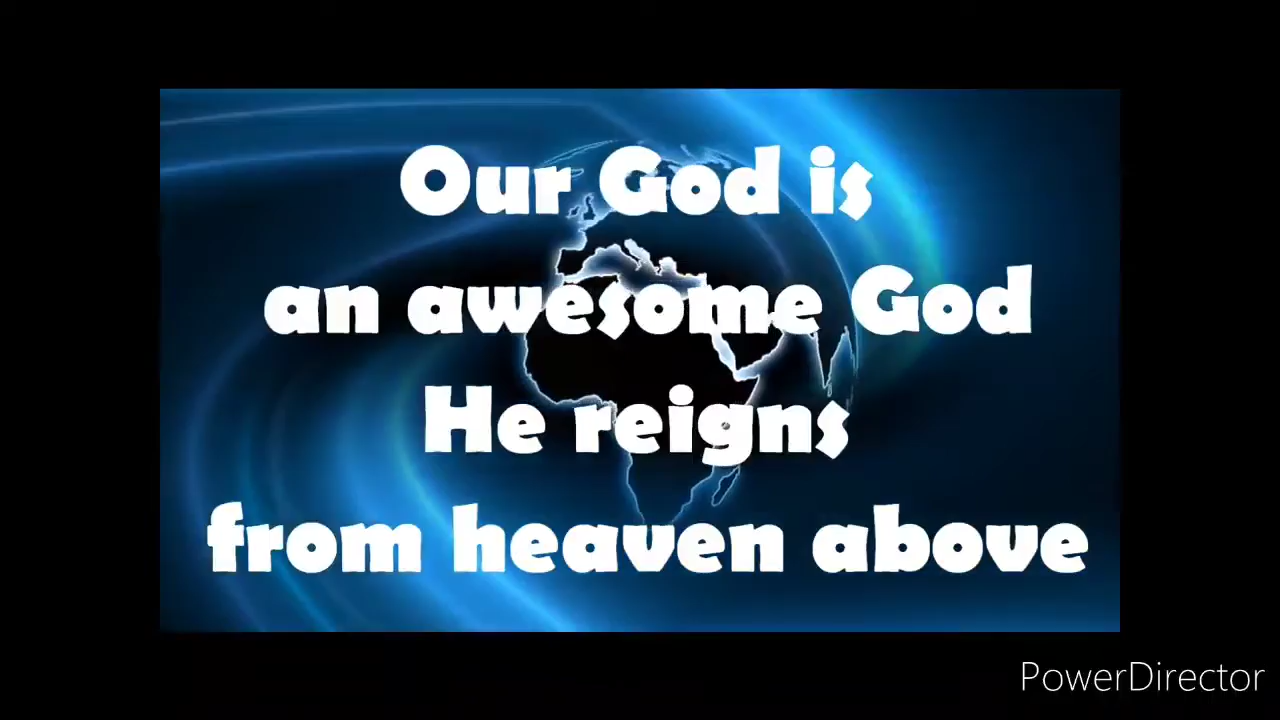 Our God is
an awesome God
He reigns
from heaven above
PowerDirector